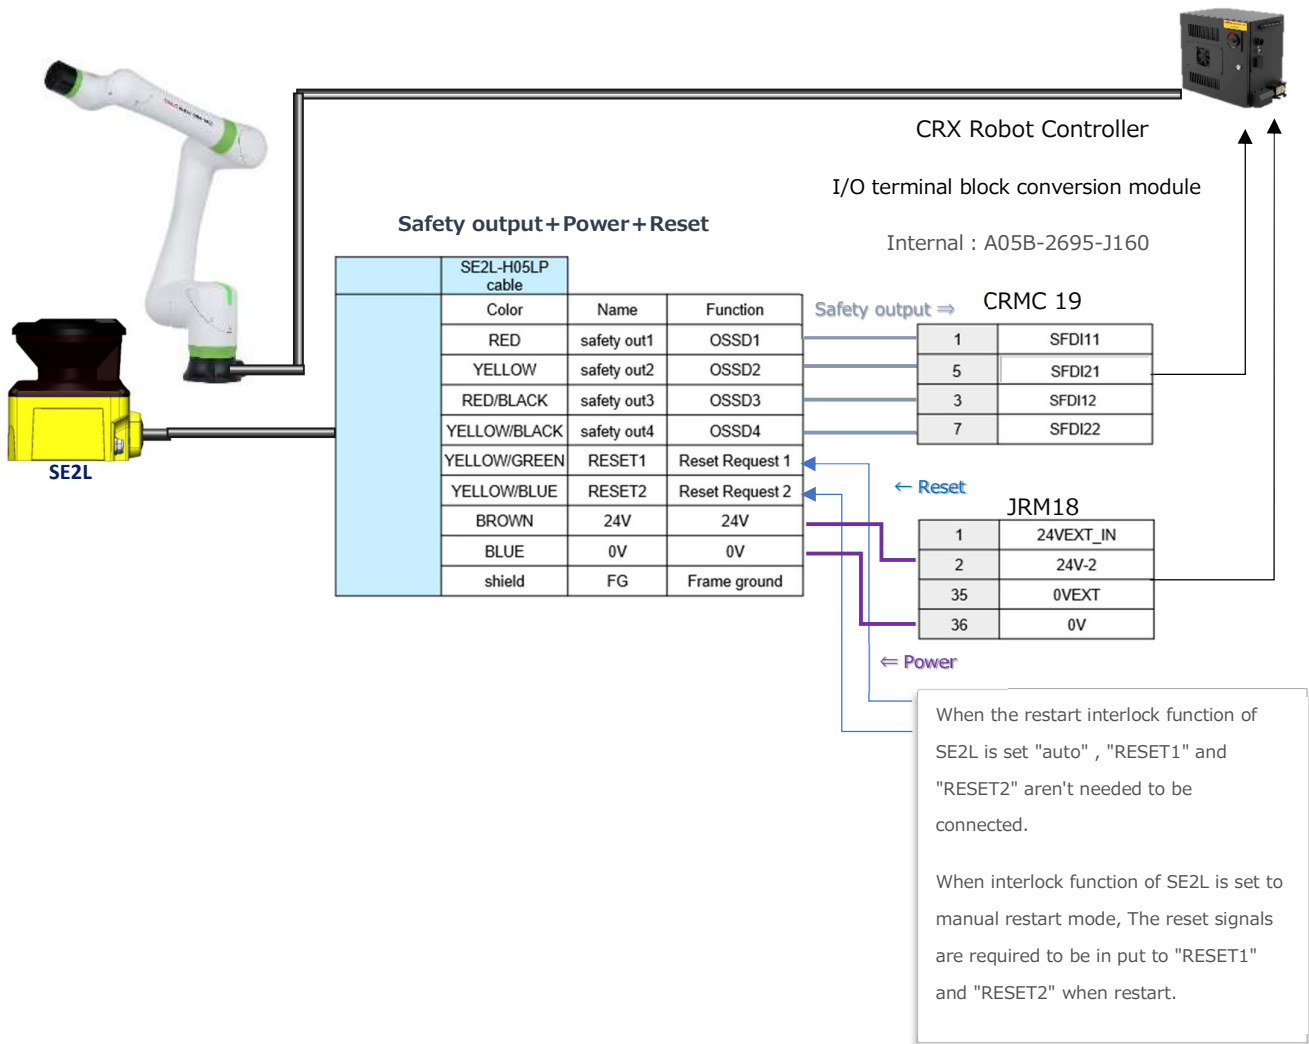 CRX Robot Controller
I/O terminal block conversion module
Internal : A05B-2695-J160
Safety output+Power+Reset
SE2L-H05LP
cable
Color Name Function
RED safety out1 OSSD1
YELLOW safety out2 OSSD2
RED/BLACK safety out3 OSSD3
YELLOW/BLACK safety out4 OSSD4
YELLOW/GREEN RESET1 Reset Request 1
YELLOW/BLUE RESET2 Reset Request 2
BROWN 24V 24V
BLUE 0V 0V
shield FG Frame ground
SE2L
Safety output ⇒
CRMC 19
1 SFDI11
5 SFDI21
3 SFDI12
7 SFDI22
← Reset
JRM18
1 24VEXT_IN
2 24V-2
35 0VEXT
36 0V
⇐ Power
When the restart interlock function of
SE2L is set "auto" , "RESET1" and
"RESET2" aren't needed to be
connected.
When interlock function of SE2L is set to
manual restart mode, The reset signals
are required to be in put to "RESET1"
and "RESET2" when restart.